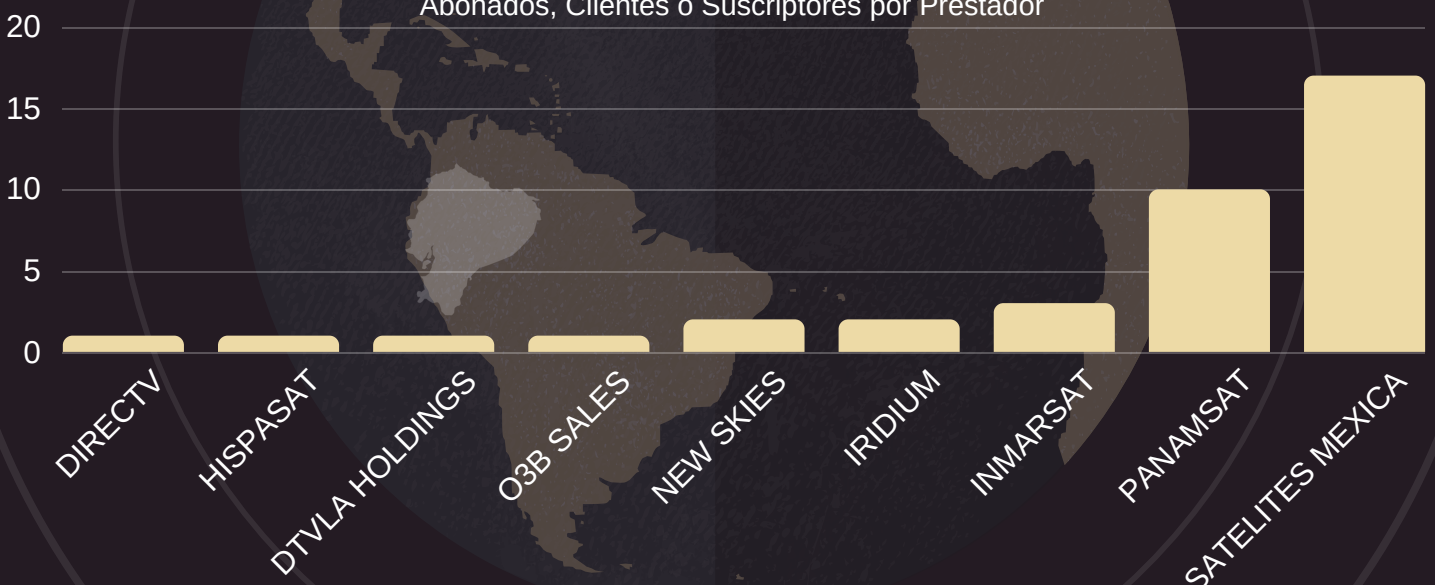 Abonados, Clientes o Suscriptores por Prestador
20
15
10
5
0
DIRECTV
HISPASAT
DTVLA HOLDINGS
O3B SALES
NEW SKIES
IRIDIUM
INMARSAT
PANAMSAT
SATELITES MEXICA